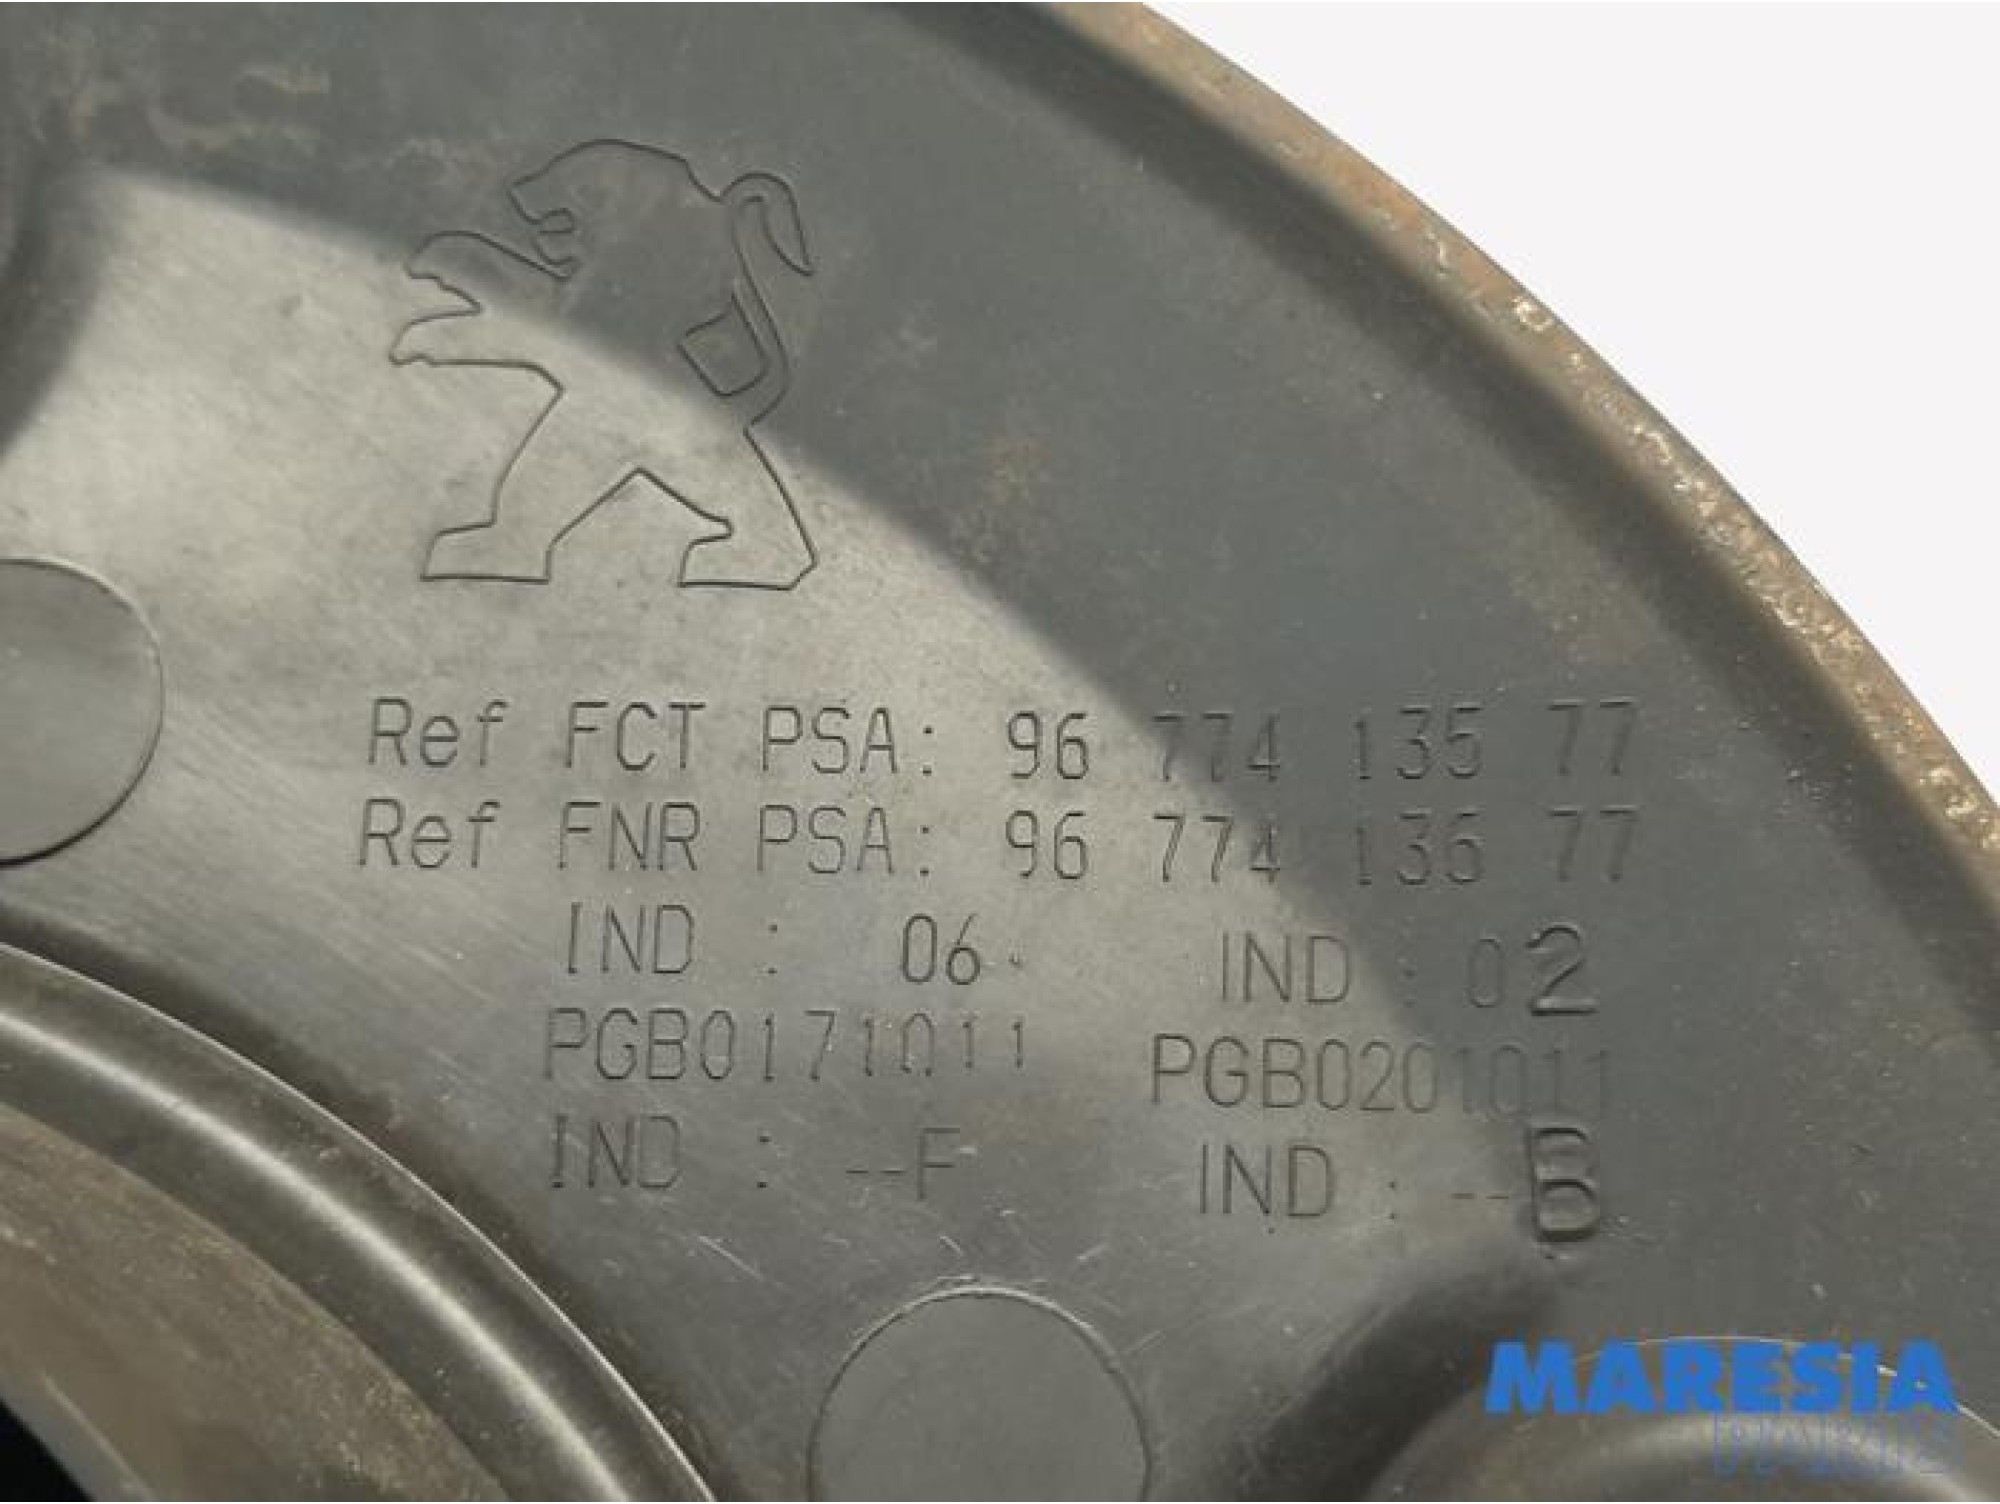 Ref FCT PSA: 96 774 135 77
Ref FNR PSA: 96 774 136 77
IND : 06 IND : 02
PGB0171011 PGB0201011
IND : --F IND : --B
MARESIA
PARTS